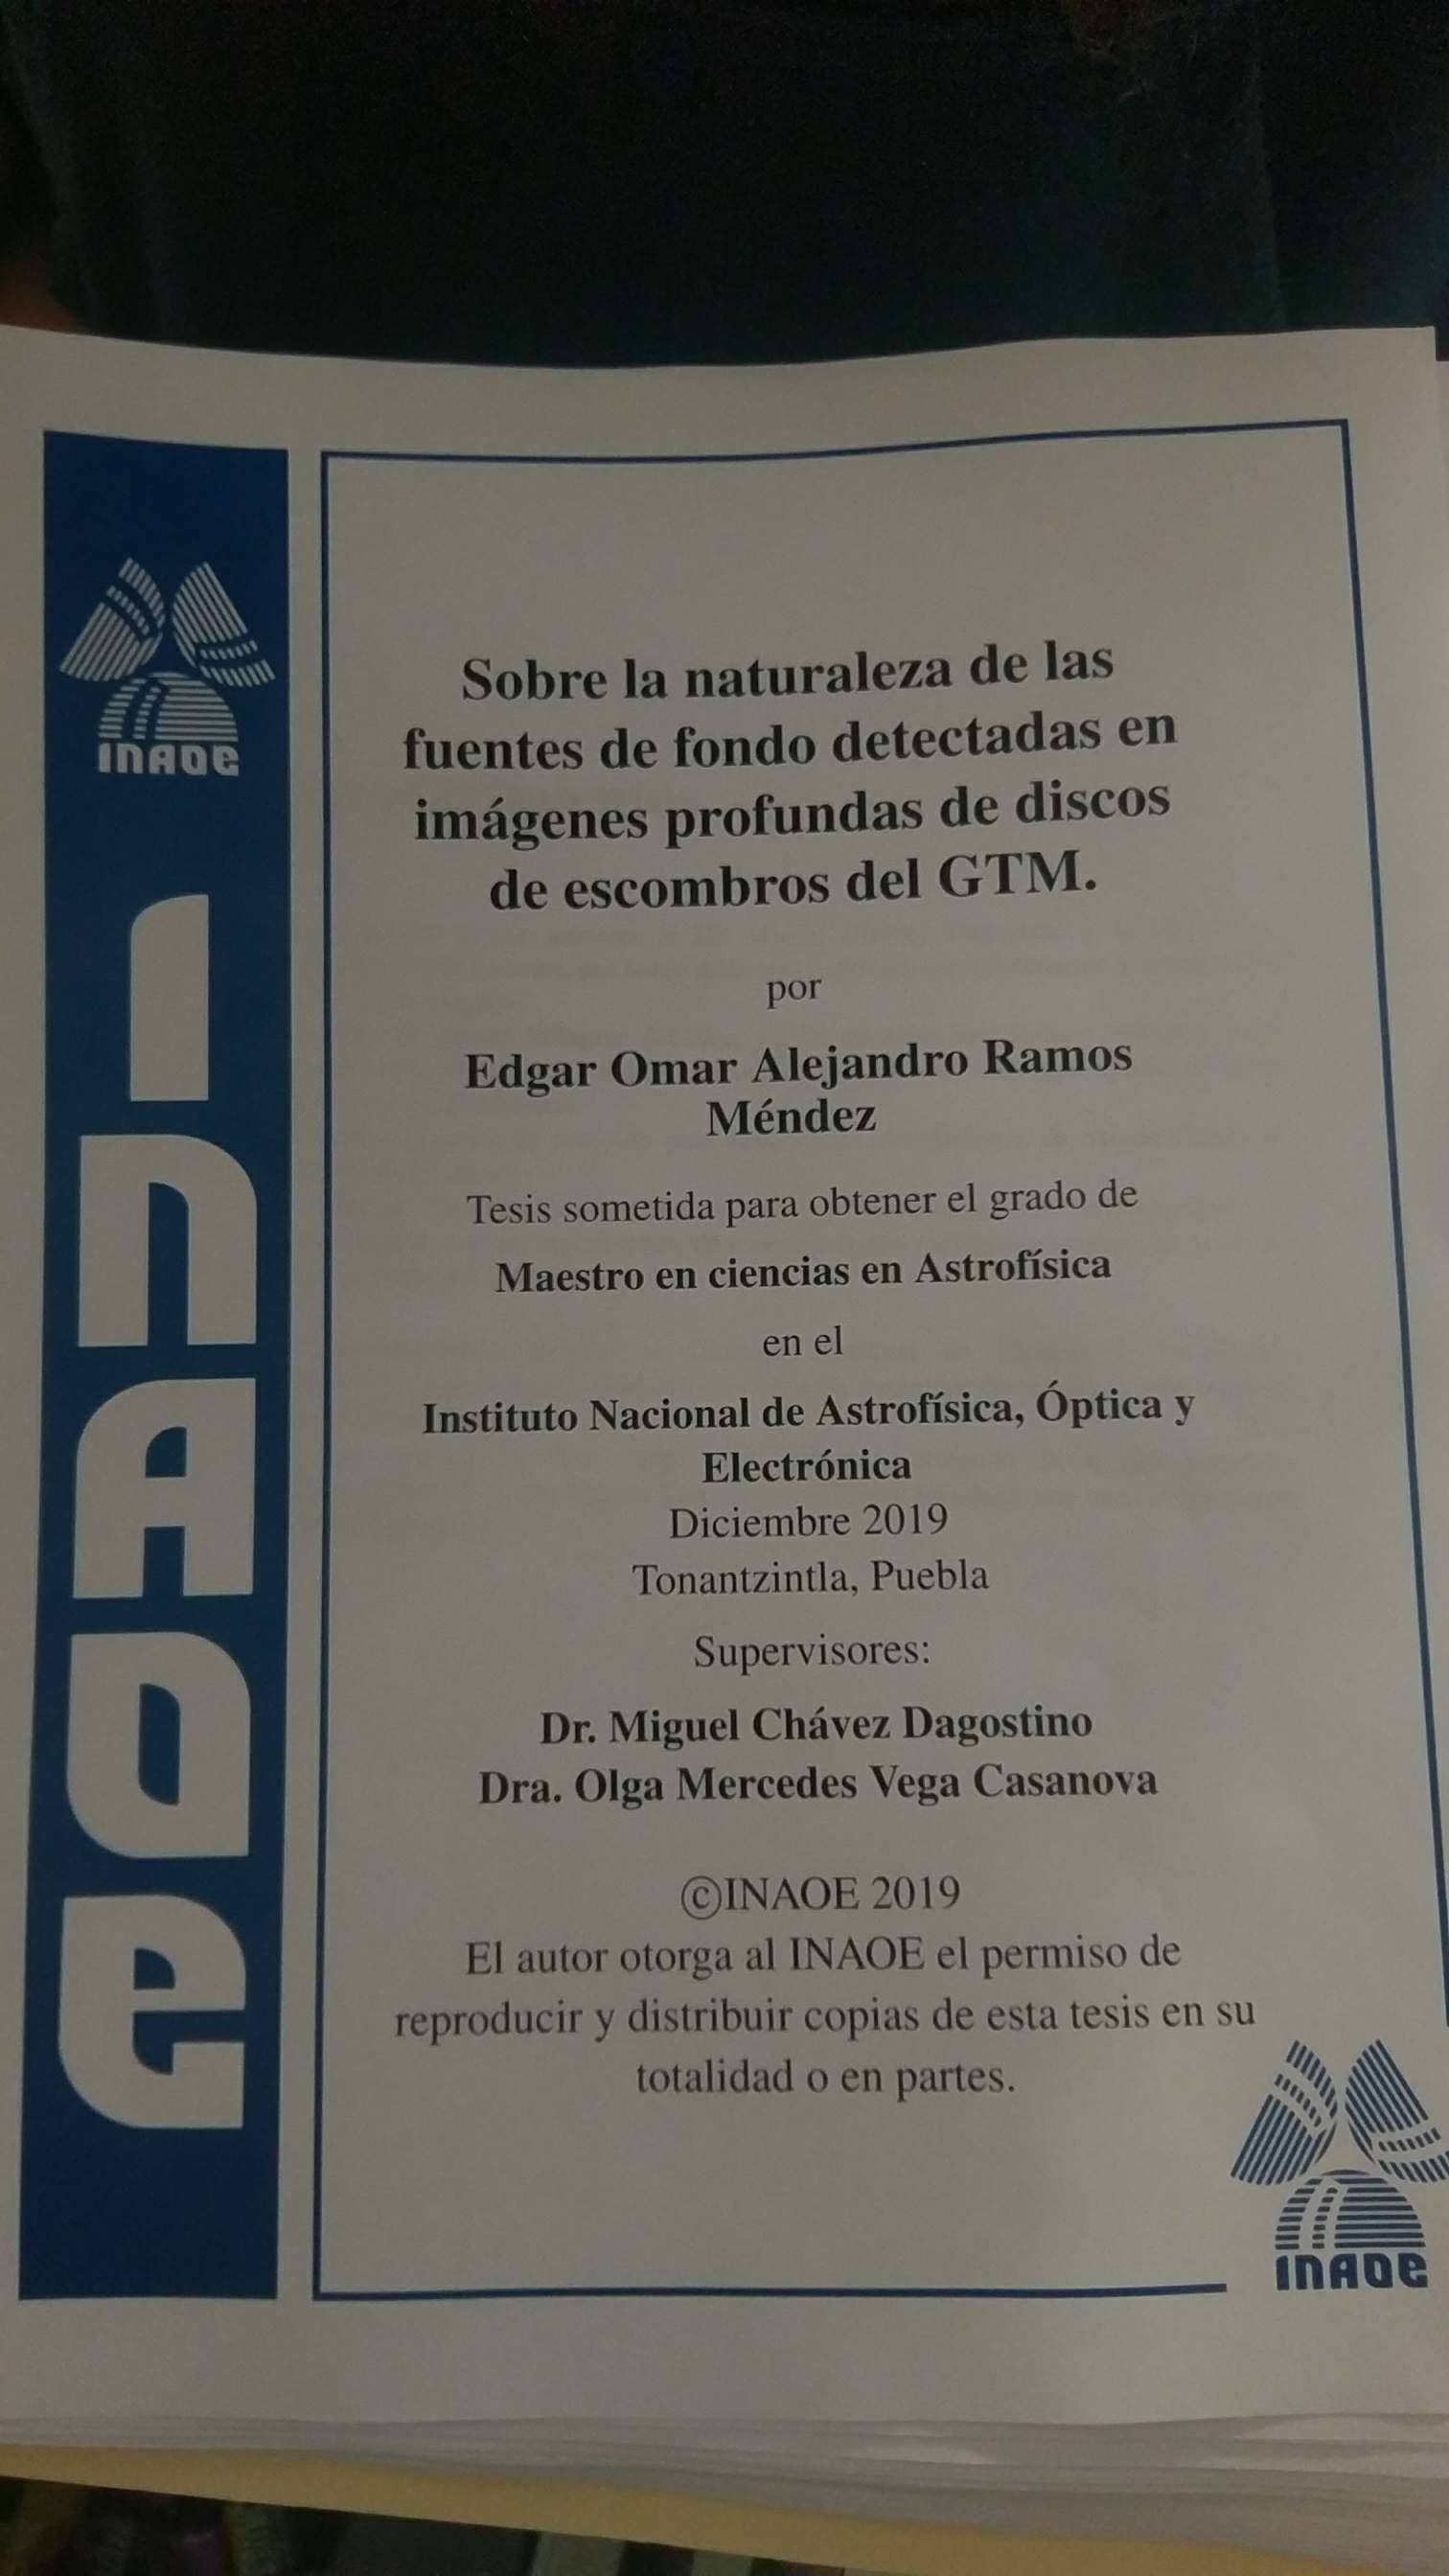 INAOE
INAOE
Sobre la naturaleza de las
fuentes de fondo detectadas en
imágenes profundas de discos
de escombros del GTM.
por
Edgar Omar Alejandro Ramos
Méndez
Tesis sometida para obtener el grado de
Maestro en ciencias en Astrofísica
en el
Instituto Nacional de Astrofísica, Óptica y
Electrónica
Diciembre 2019
Tonantzintla, Puebla
Supervisores:
Dr. Miguel Chávez Dagostino
Dra. Olga Mercedes Vega Casanova
©INAOE 2019
El autor otorga al INAOE el permiso de
reproducir y distribuir copias de esta tesis en su
totalidad o en partes.
INAOE